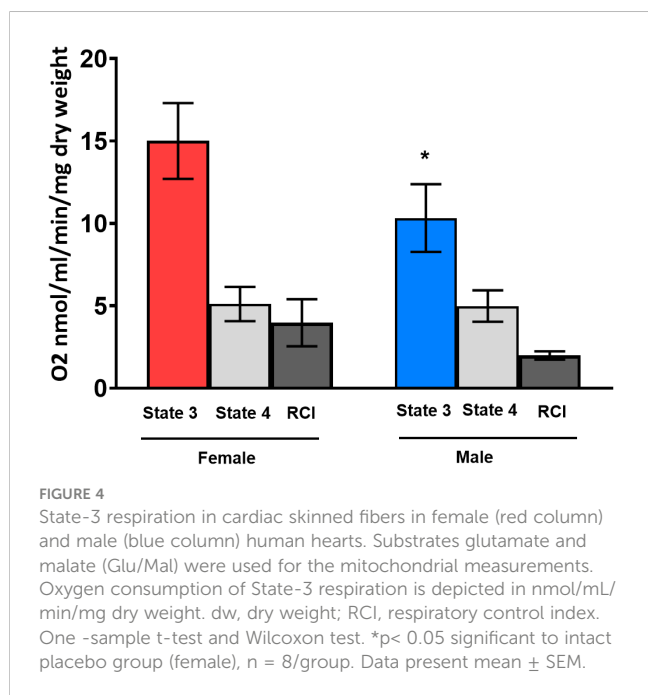 20
15
10
5
0
O2 nmol/ml/min/mg dry weight
*
State 3 State 4 RCI
Female
State 3 State 4 RCI
Male
FIGURE 4
State-3 respiration in cardiac skinned fibers in female (red column)
and male (blue column) human hearts. Substrates glutamate and
malate (Glu/Mal) were used for the mitochondrial measurements.
Oxygen consumption of State-3 respiration is depicted in nmol/mL/
min/mg dry weight. dw, dry weight; RCI, respiratory control index.
One -sample t-test and Wilcoxon test. *p< 0.05 significant to intact
placebo group (female), n = 8/group. Data present mean ± SEM.